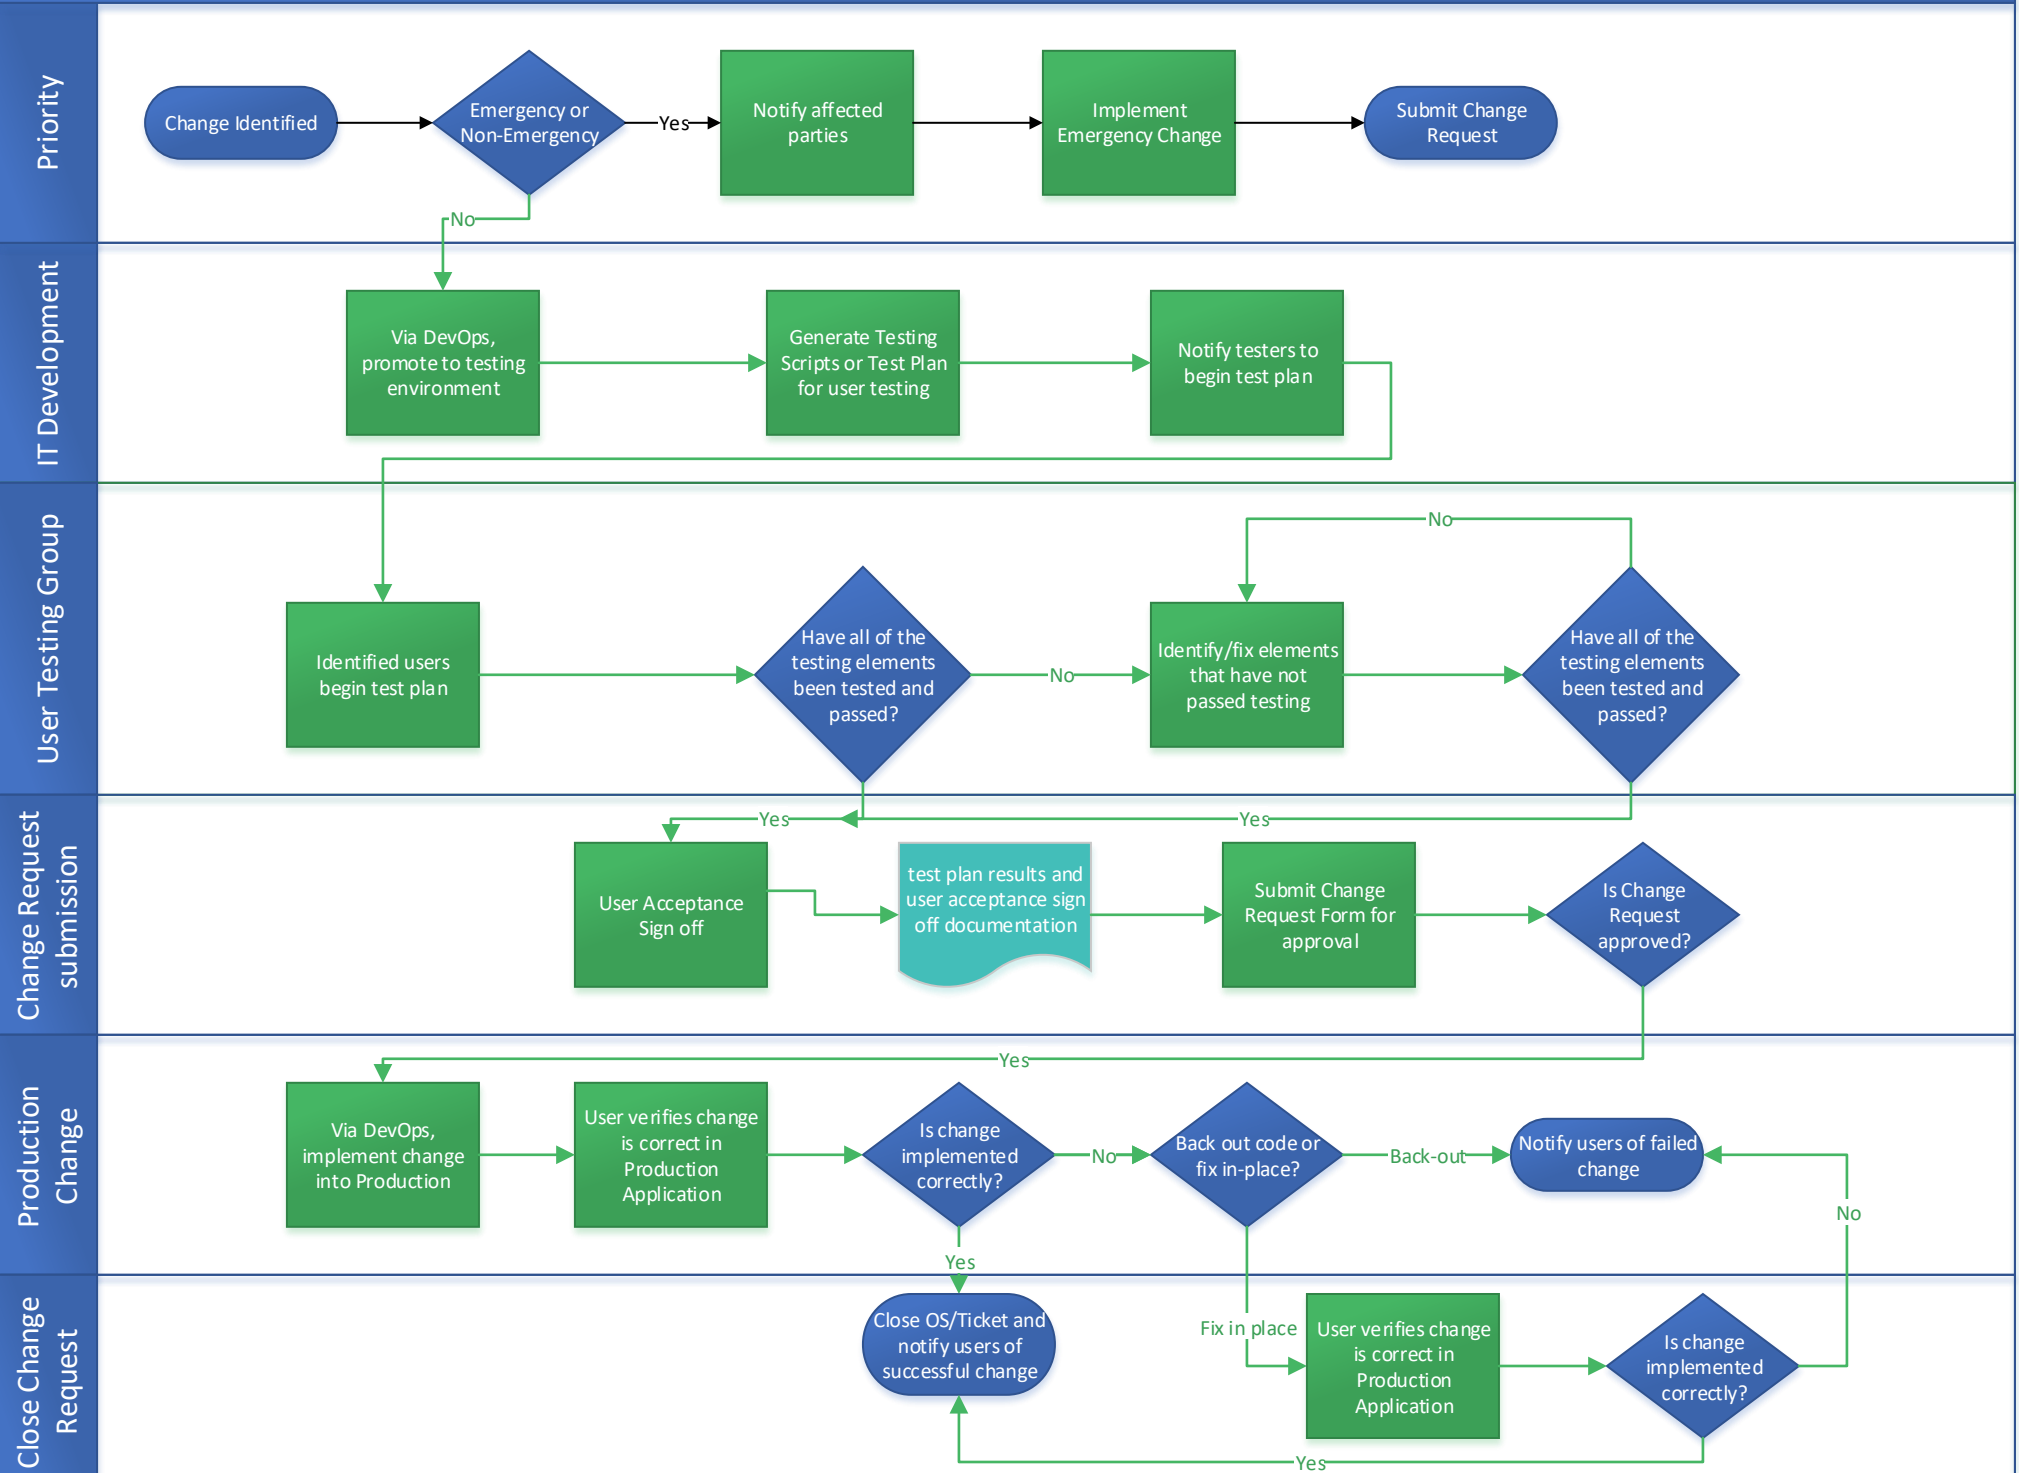 Priority
Change Identified
Emergency or
Non-Emergency
Yes
Notify affected
parties
Implement
Emergency Change
Submit Change
Request
No
IT Development
Via DevOps,
promote to testing
environment
Generate Testing
Scripts or Test Plan
for user testing
Notify testers to
begin test plan
User Testing Group
No
Identified users
begin test plan
Have all of the
testing elements
been tested and
passed?
No
Identify/fix elements
that have not
passed testing
Have all of the
testing elements
been tested and
passed?
Change Request
submission
Yes
Yes
User Acceptance
Sign off
test plan results and
user acceptance sign
off documentation
Submit Change
Request Form for
approval
Is Change
Request
approved?
Production
Change
Yes
Via DevOps,
implement change
into Production
User verifies change
is correct in
Production
Application
Is change
implemented
correctly?
No
Back out code or
fix in-place?
Back-out
Notify users of failed
change
No
Yes
Close Change
Request
Close OS/Ticket and
notify users of
successful change
Fix in place
User verifies change
is correct in
Production
Application
Is change
implemented
correctly?
Yes